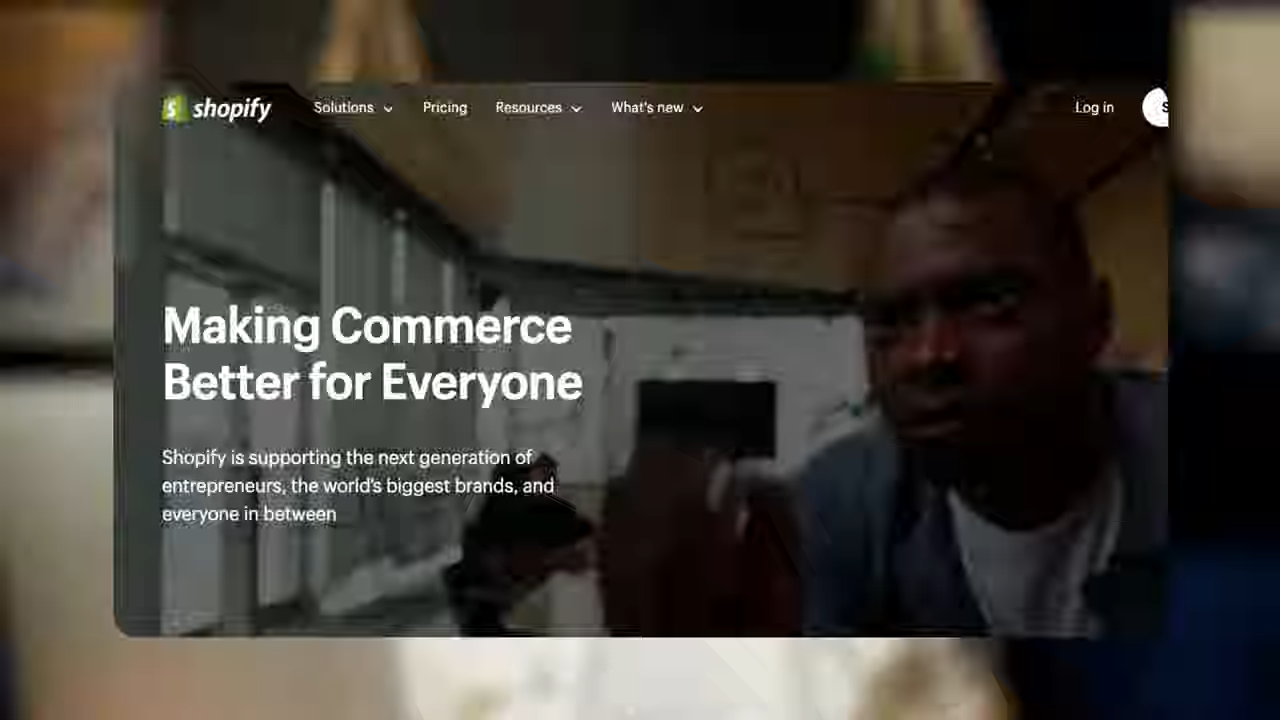 shopify
Solutions
Pricing
Resources
What's new
Log in
Making Commerce
Better for Everyone
Shopify is supporting the next generation of
entrepreneurs, the world's biggest brands, and
everyone in between